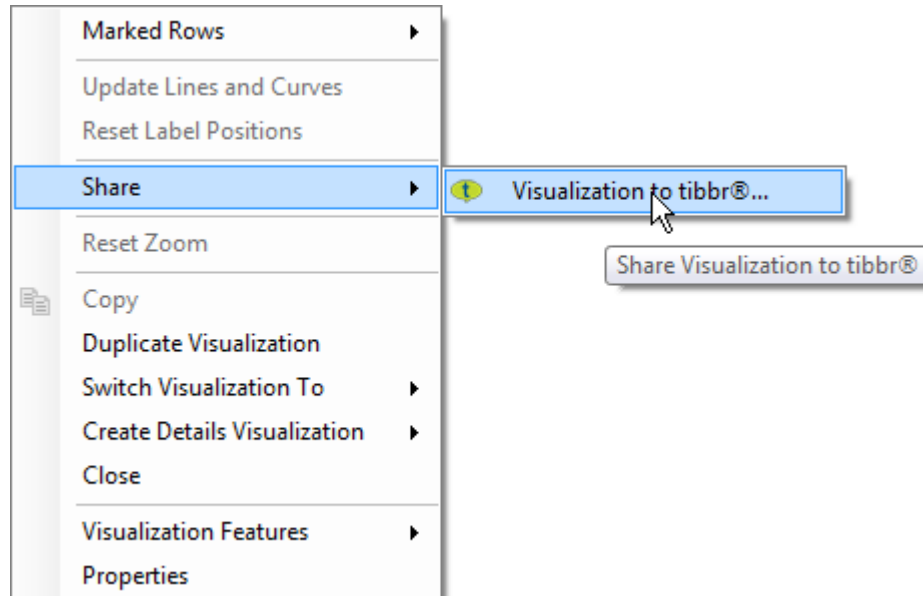 Marked Rows
Update Lines and Curves
Reset Label Positions
Share
t
Visualization to tibbr®...
Share Visualization to tibbr®
Reset Zoom
Copy
Duplicate Visualization
Switch Visualization To
Create Details Visualization
Close
Visualization Features
Properties